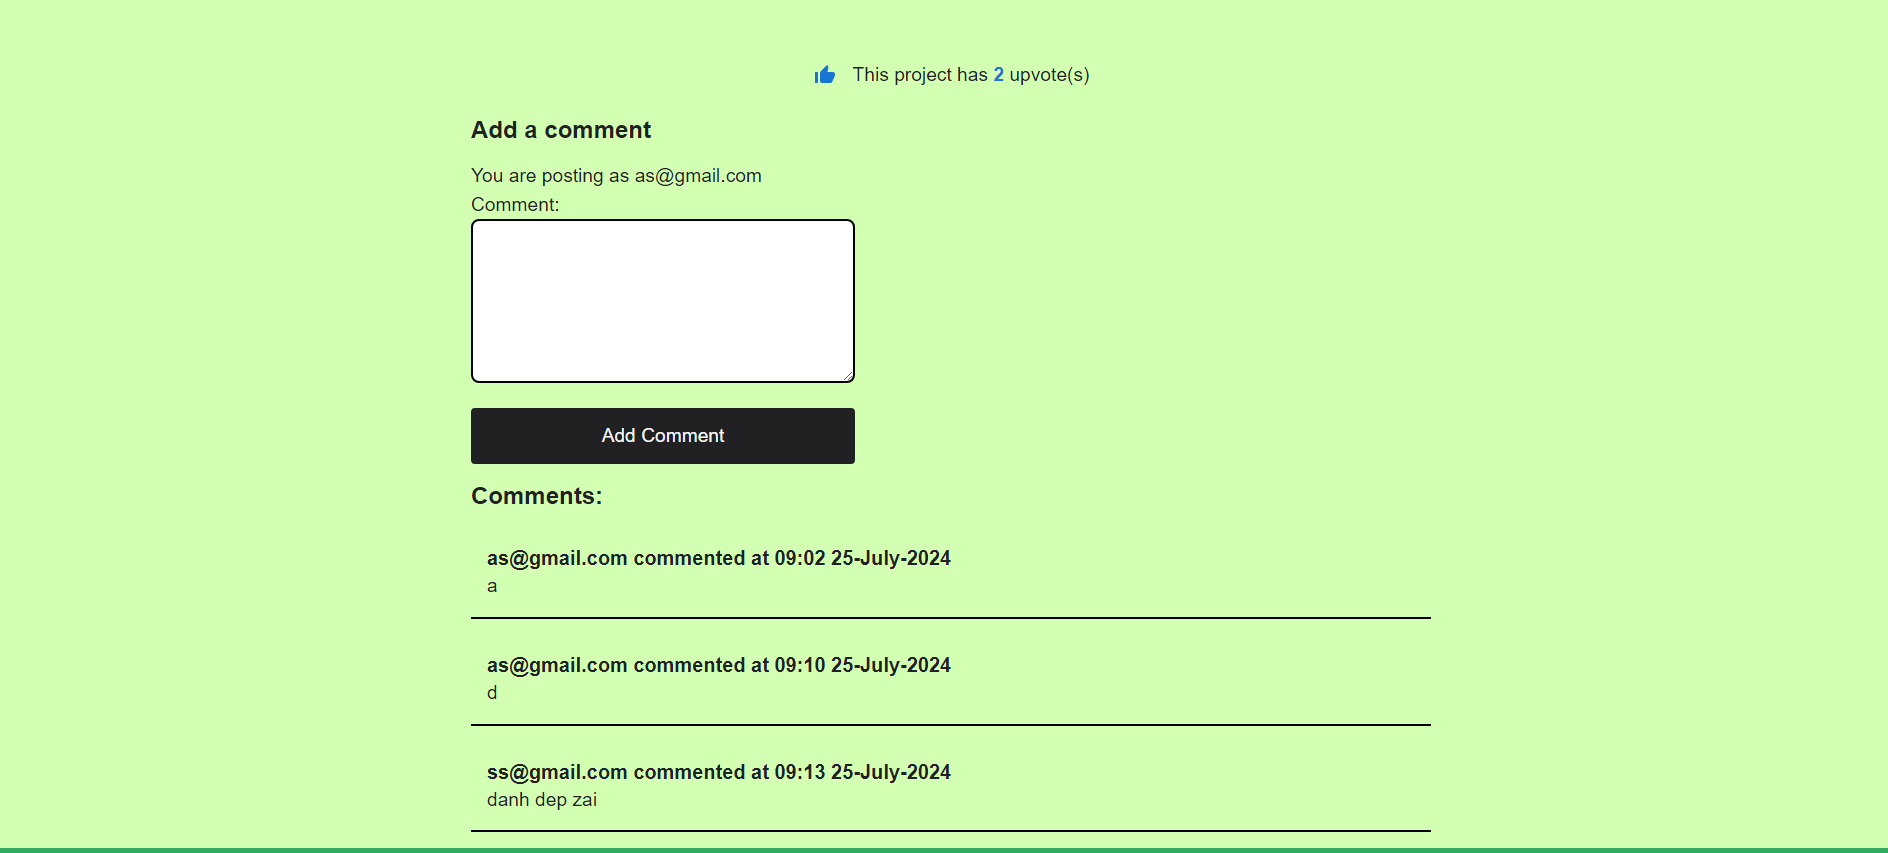 This project has 2 upvote(s)
Add a comment
You are posting as as@gmail.com
Comment:
Add Comment
Comments:
as@gmail.com commented at 09:02 25-July-2024
a
as@gmail.com commented at 09:10 25-July-2024
d
ss@gmail.com commented at 09:13 25-July-2024
danh dep zai